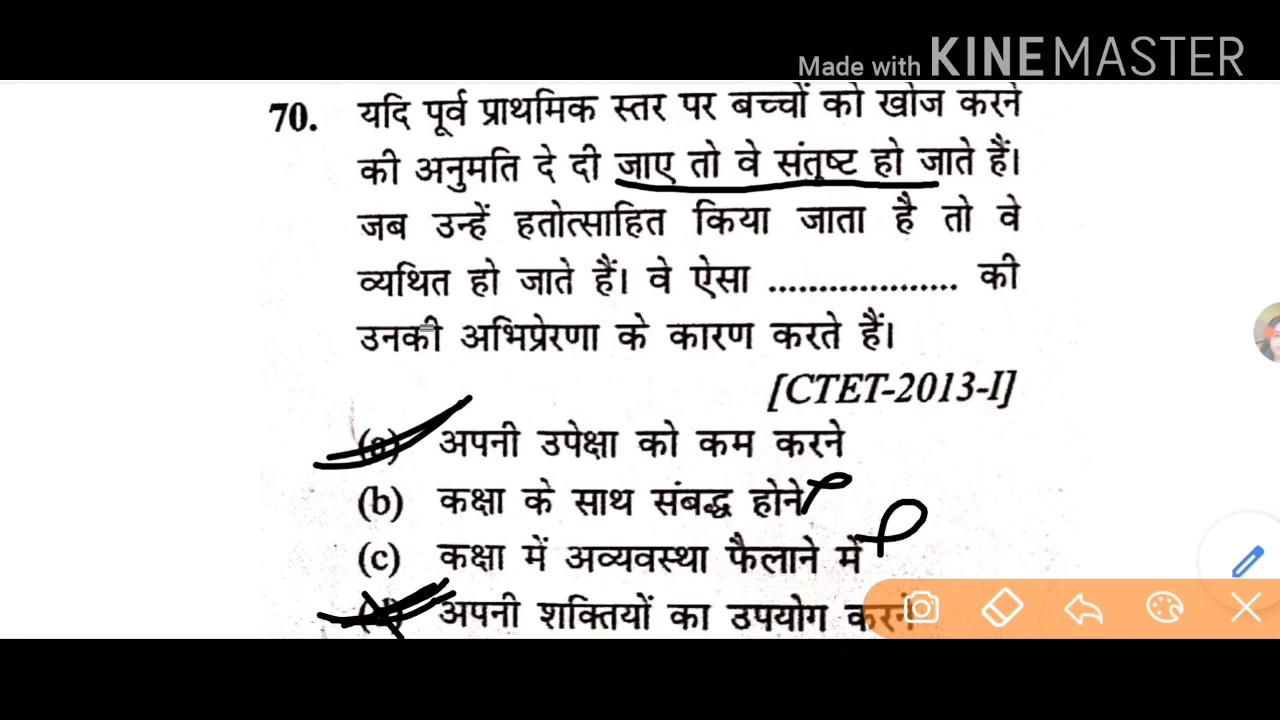 Made with KINEMASTER
70. यदि पूर्व प्राथमिक स्तर पर बच्चों को खोज करने
की अनुमति दे दी जाए तो वे संतुष्ट हो जाते हैं।
जब उन्हें हतोत्साहित किया जाता है तो वे
व्यथित हो जाते हैं। वे ऐसा ................... की
उनकी अभिप्रेरणा के कारण करते हैं।
[CTET-2013-I]
(a) अपनी उपेक्षा को कम करने
(b) कक्षा के साथ संबद्ध होने
(c) कक्षा में अव्यवस्था फैलाने में
अपनी शक्तियों का उपयोग करने